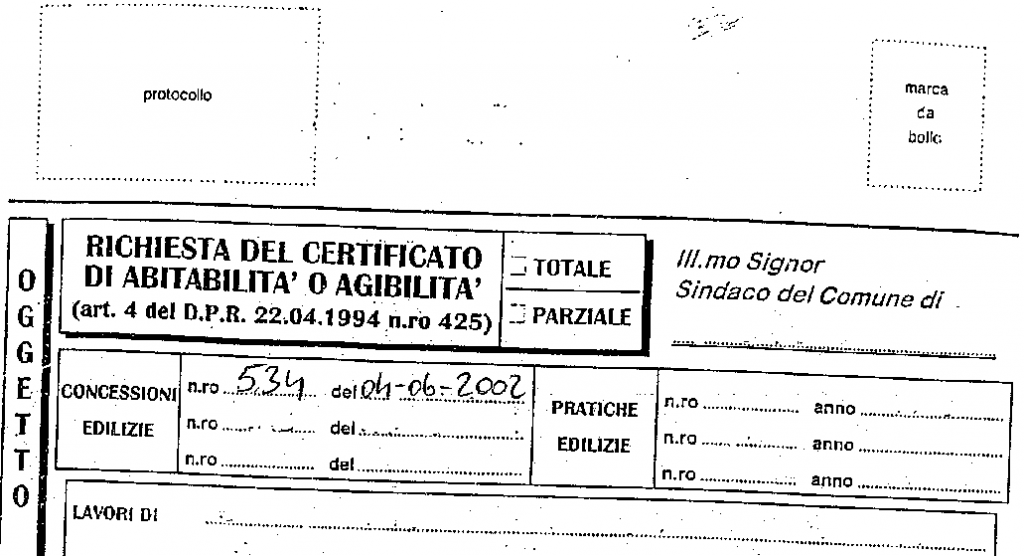 protocollo
marca
da
bollo
RICHIESTA DEL CERTIFICATO
DI ABITABILITA' O AGIBILITA'
(art. 4 del D.P.R. 22.04.1994 n.ro 425)
TOTALE
PARZIALE
Ill.mo Signor
Sindaco del Comune di
OGGETTO
CONCESSIONI
EDILIZIE
n.ro 534 del 04-06-2002
n.ro del
n.ro del
PRATICHE
EDILIZIE
n.ro anno
n.ro anno
n.ro anno
LAVORI DI